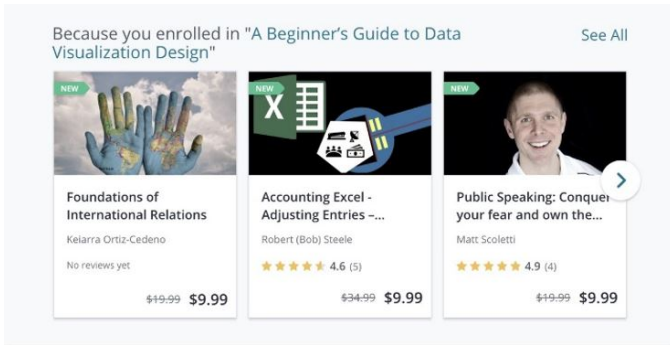 Because you enrolled in "A Beginner's Guide to Data
Visualization Design"
See All
NEW
Foundations of
International Relations
Keiarra Ortiz-Cedeno
No reviews yet
$19.99 $9.99
NEW
X
Accounting Excel -
Adjusting Entries –...
Robert (Bob) Steele
4.6 (5)
$34.99 $9.99
NEW
Public Speaking: Conquer
your fear and own the...
Matt Scoletti
4.9 (4)
$19.99 $9.99